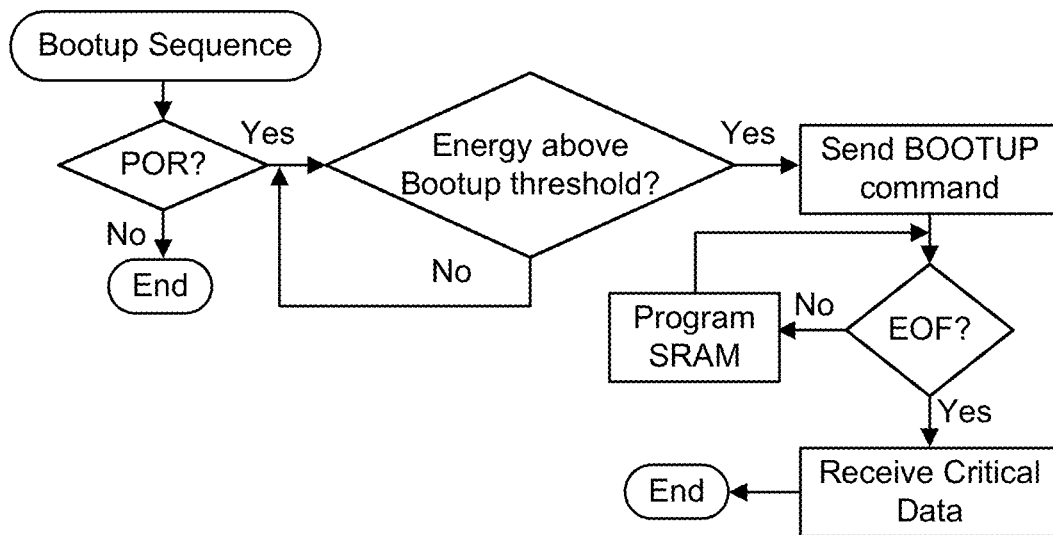 Bootup Sequence
POR?
Yes
No
End
Energy above
Bootup threshold?
Yes
No
Send BOOTUP
command
EOF?
No
Program
SRAM
Yes
Receive Critical
Data
End